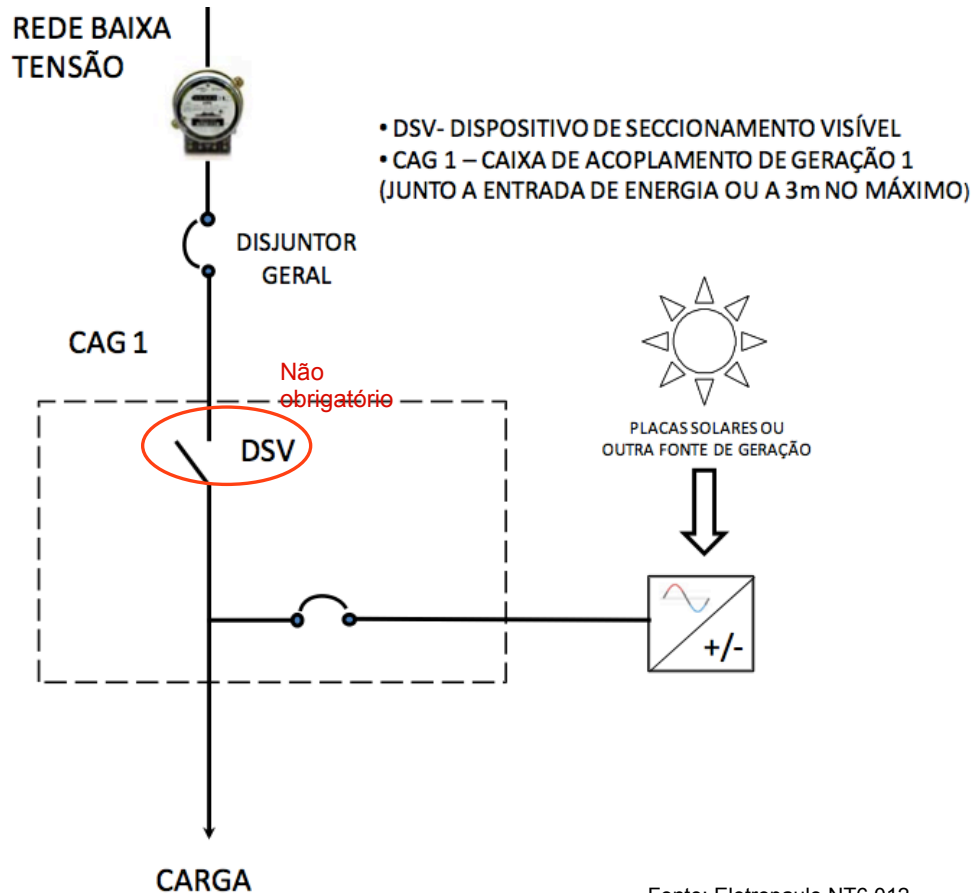 REDE BAIXA
TENSÃO
• DSV- DISPOSITIVO DE SECCIONAMENTO VISÍVEL
• CAG 1 – CAIXA DE ACOPLAMENTO DE GERAÇÃO 1
(JUNTO A ENTRADA DE ENERGIA OU A 3m NO MÁXIMO)
DISJUNTOR
GERAL
CAG 1
Não
obrigatório
DSV
PLACAS SOLARES OU
OUTRA FONTE DE GERAÇÃO
+/-
CARGA